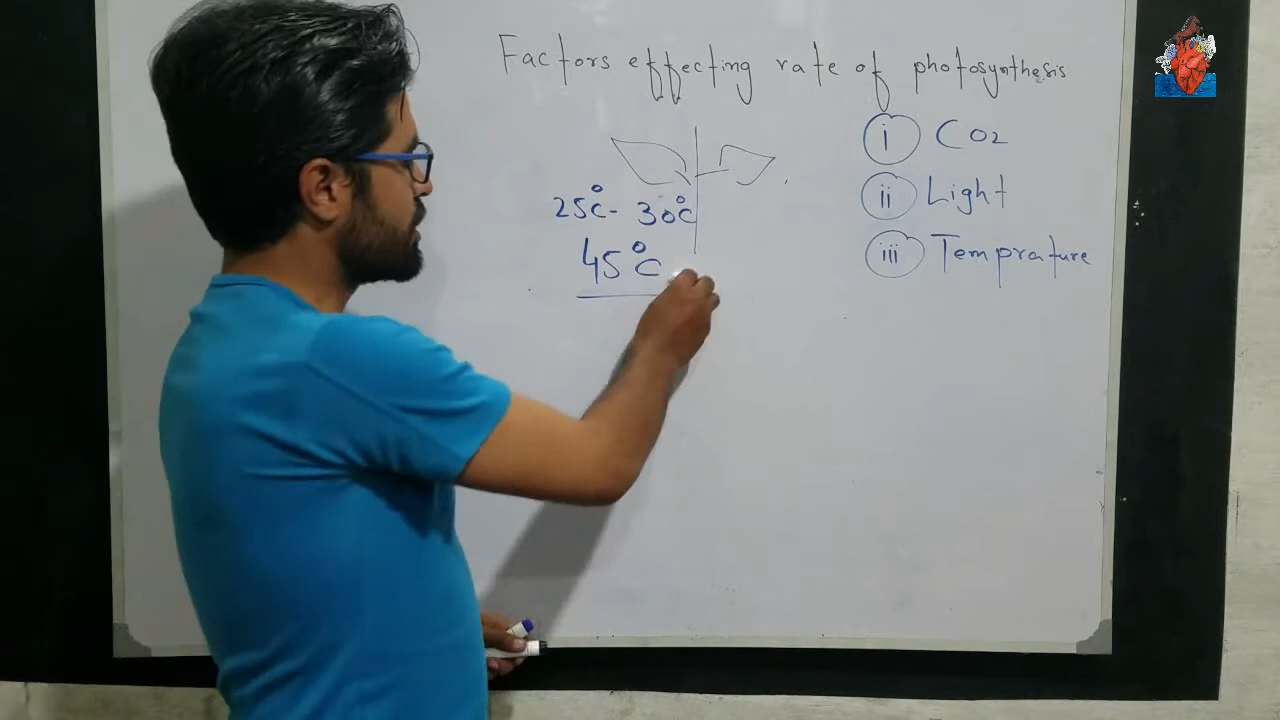 Factors effecting rate of photosynthesis
i CO2
ii Light
iii Temprature
25°C - 30°C
45°C